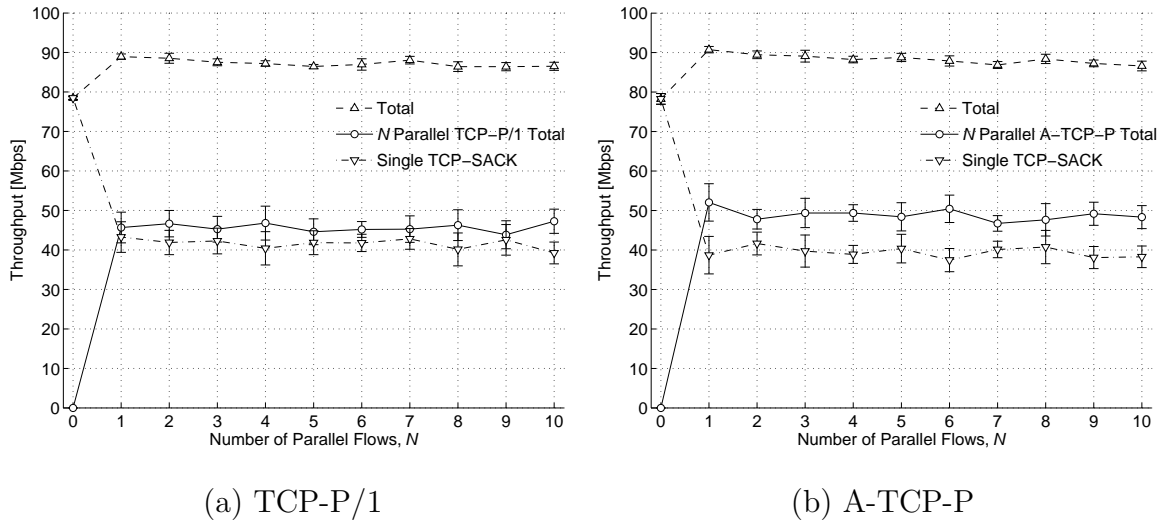 100
90
80
70
60
50
40
30
20
10
0
Throughput [Mbps]
Total
N Parallel TCP−P/1 Total
Single TCP−SACK
0 1 2 3 4 5 6 7 8 9 10
Number of Parallel Flows, N
(a) TCP-P/1
100
90
80
70
60
50
40
30
20
10
0
Throughput [Mbps]
Total
N Parallel A−TCP−P Total
Single TCP−SACK
0 1 2 3 4 5 6 7 8 9 10
Number of Parallel Flows, N
(b) A-TCP-P